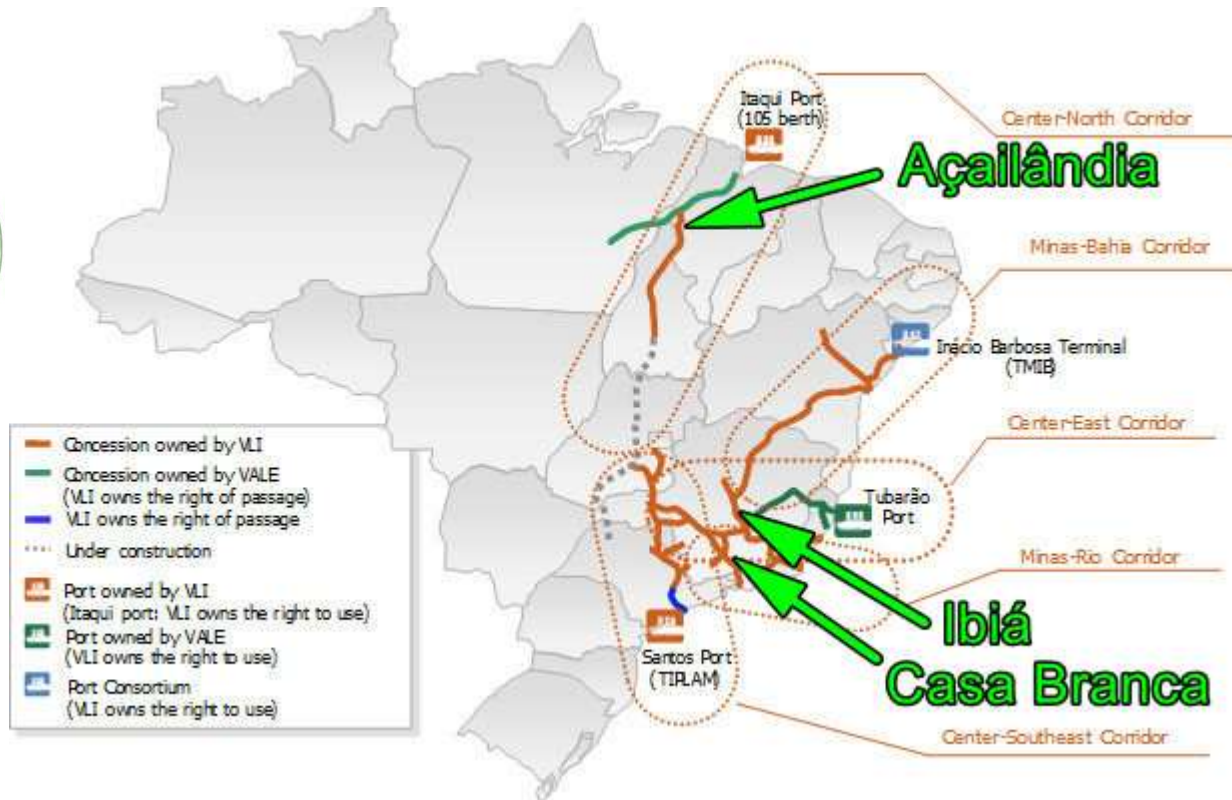 Itaqui Port
(105 berth)
Center-North Corridor
Açailândia
Minas-Bahia Corridor
Inácio Barbosa Terminal
(TMIB)
Center-East Corridor
Concession owned by VLI
Concession owned by VALE
(VLI owns the right of passage)
VLI owns the right of passage
Under construction
Port owned by VLI
(Itaqui port: VLI owns the right to use)
Port owned by VALE
(VLI owns the right to use)
Port Consortium
(VLI owns the right to use)
Tubarão
Port
Minas-Rio Corridor
Ibiá
Casa Branca
Santos Port
(TIPLAM)
Center-Southeast Corridor